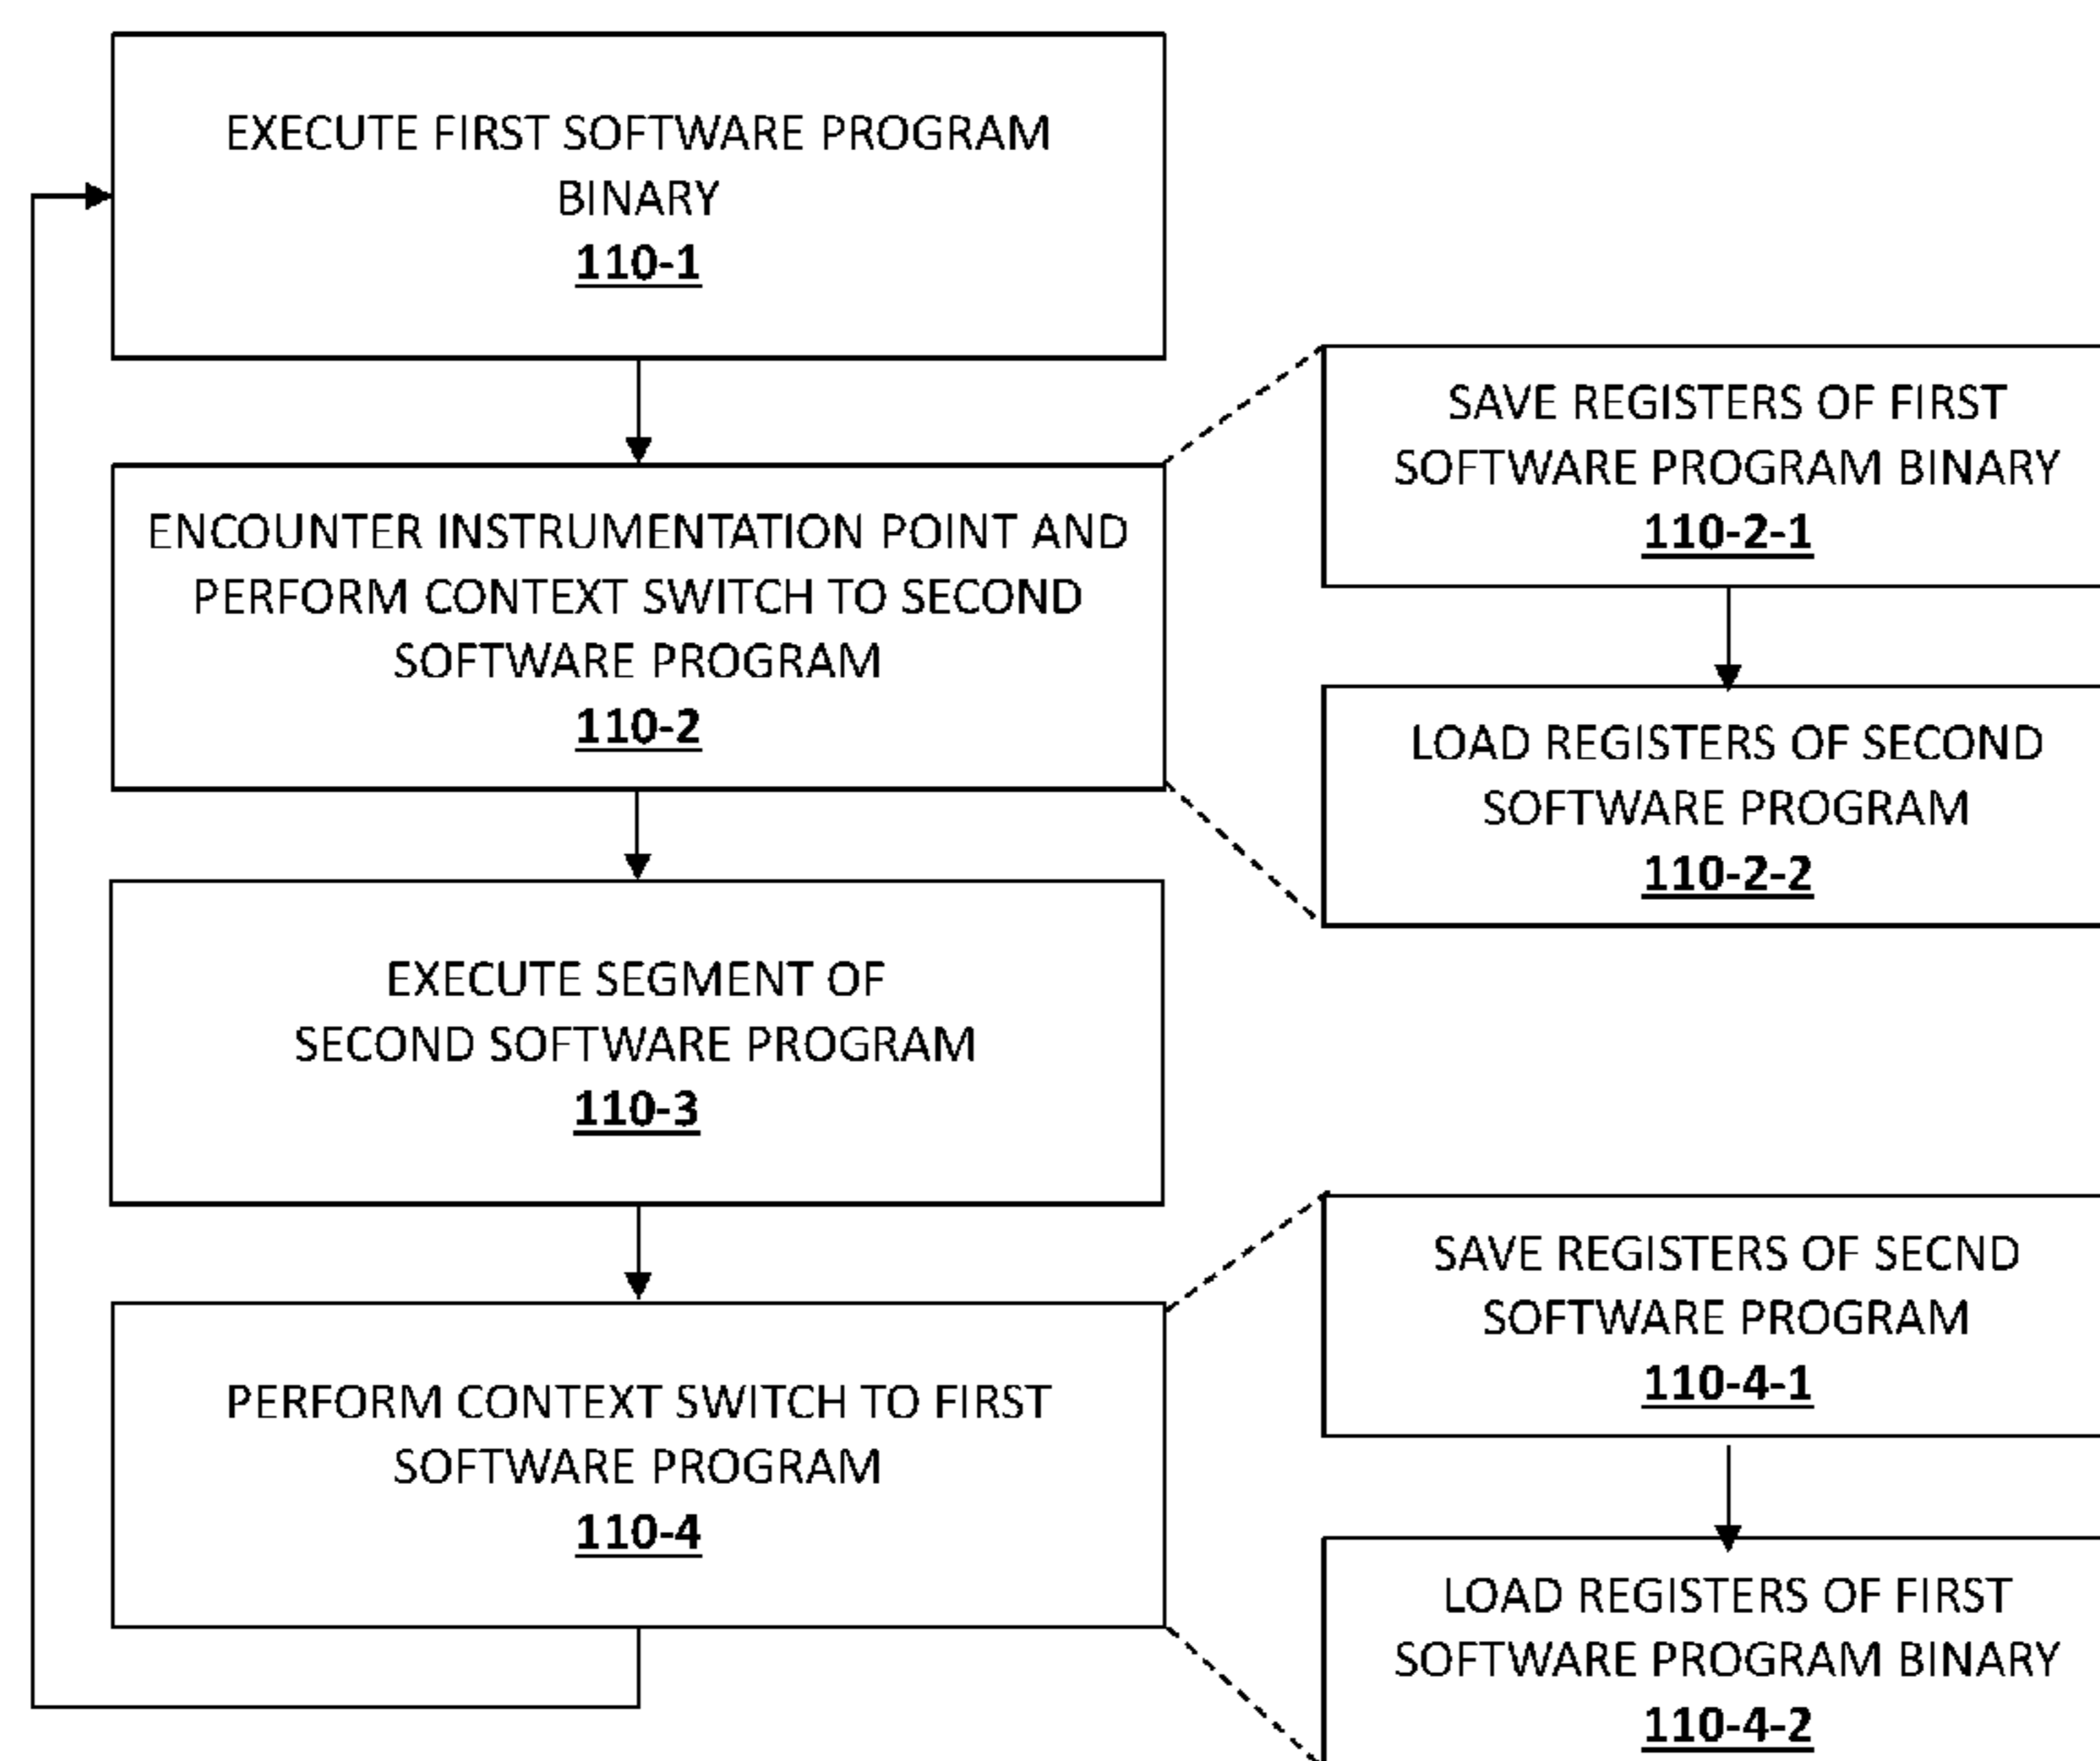 EXECUTE FIRST SOFTWARE PROGRAM
BINARY
110-1
ENCOUNTER INSTRUMENTATION POINT AND
PERFORM CONTEXT SWITCH TO SECOND
SOFTWARE PROGRAM
110-2
SAVE REGISTERS OF FIRST
SOFTWARE PROGRAM BINARY
110-2-1
LOAD REGISTERS OF SECOND
SOFTWARE PROGRAM
110-2-2
EXECUTE SEGMENT OF
SECOND SOFTWARE PROGRAM
110-3
PERFORM CONTEXT SWITCH TO FIRST
SOFTWARE PROGRAM
110-4
SAVE REGISTERS OF SECND
SOFTWARE PROGRAM
110-4-1
LOAD REGISTERS OF FIRST
SOFTWARE PROGRAM BINARY
110-4-2